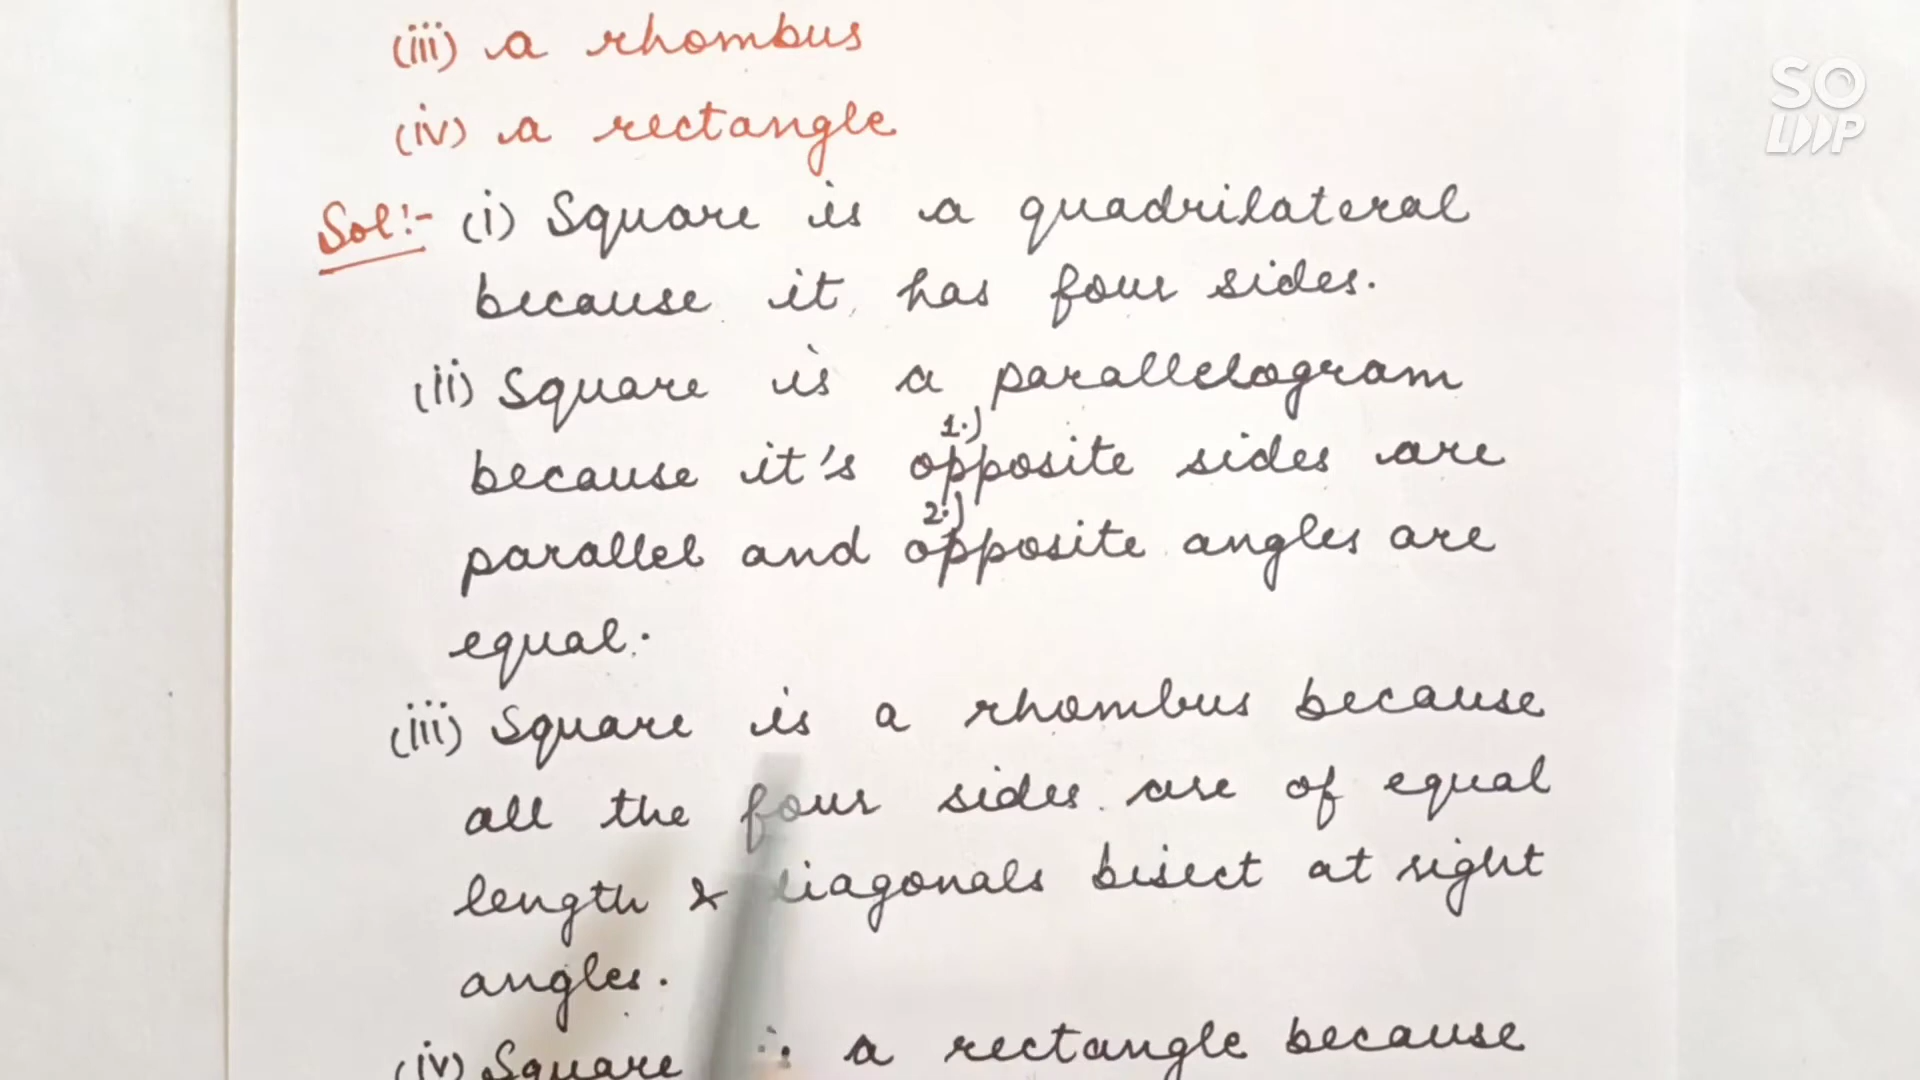 (iii) a rhombus
(iv) a rectangle
Sol:- (i) Square is a quadrilateral
because it has four sides.
(ii) Square is a parallelogram
1.)
because it's opposite sides are
2.)
parallel and opposite angles are
equal.
(iii) Square is a rhombus because
all the four sides are of equal
length & diagonals bisect at right
angles.
(iv) Square is a rectangle because
SO
LOOP